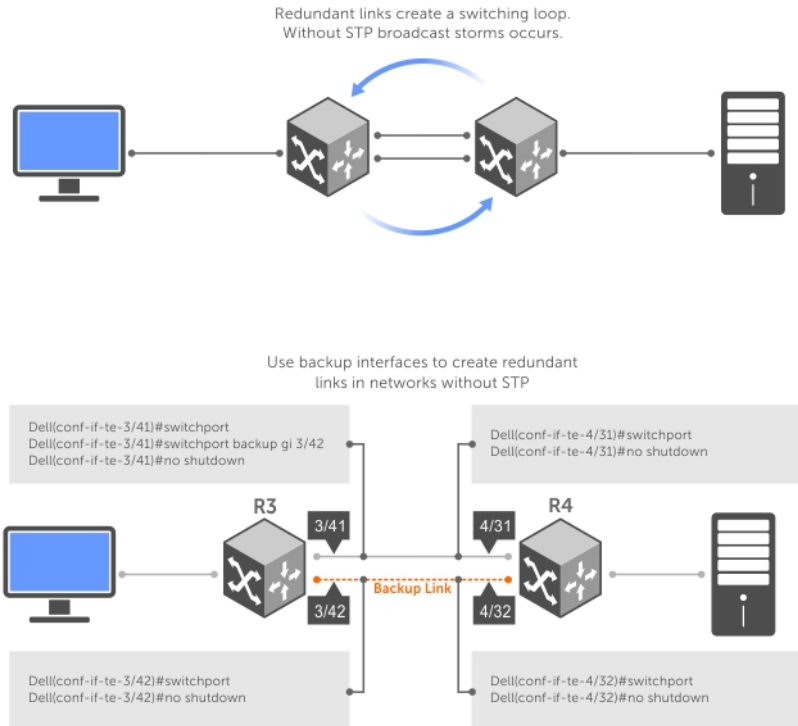 Redundant links create a switching loop.
Without STP broadcast storms occurs.
Use backup interfaces to create redundant
links in networks without STP
Dell(conf-if-te-3/41)#switchport
Dell(conf-if-te-3/41)#switchport backup gi 3/42
Dell(conf-if-te-3/41)#no shutdown
Dell(conf-if-te-4/31)#switchport
Dell(conf-if-te-4/31)#no shutdown
R3
R4
3/41
4/31
Backup Link
3/42
4/32
Dell(conf-if-te-3/42)#switchport
Dell(conf-if-te-3/42)#no shutdown
Dell(conf-if-te-4/32)#switchport
Dell(conf-if-te-4/32)#no shutdown